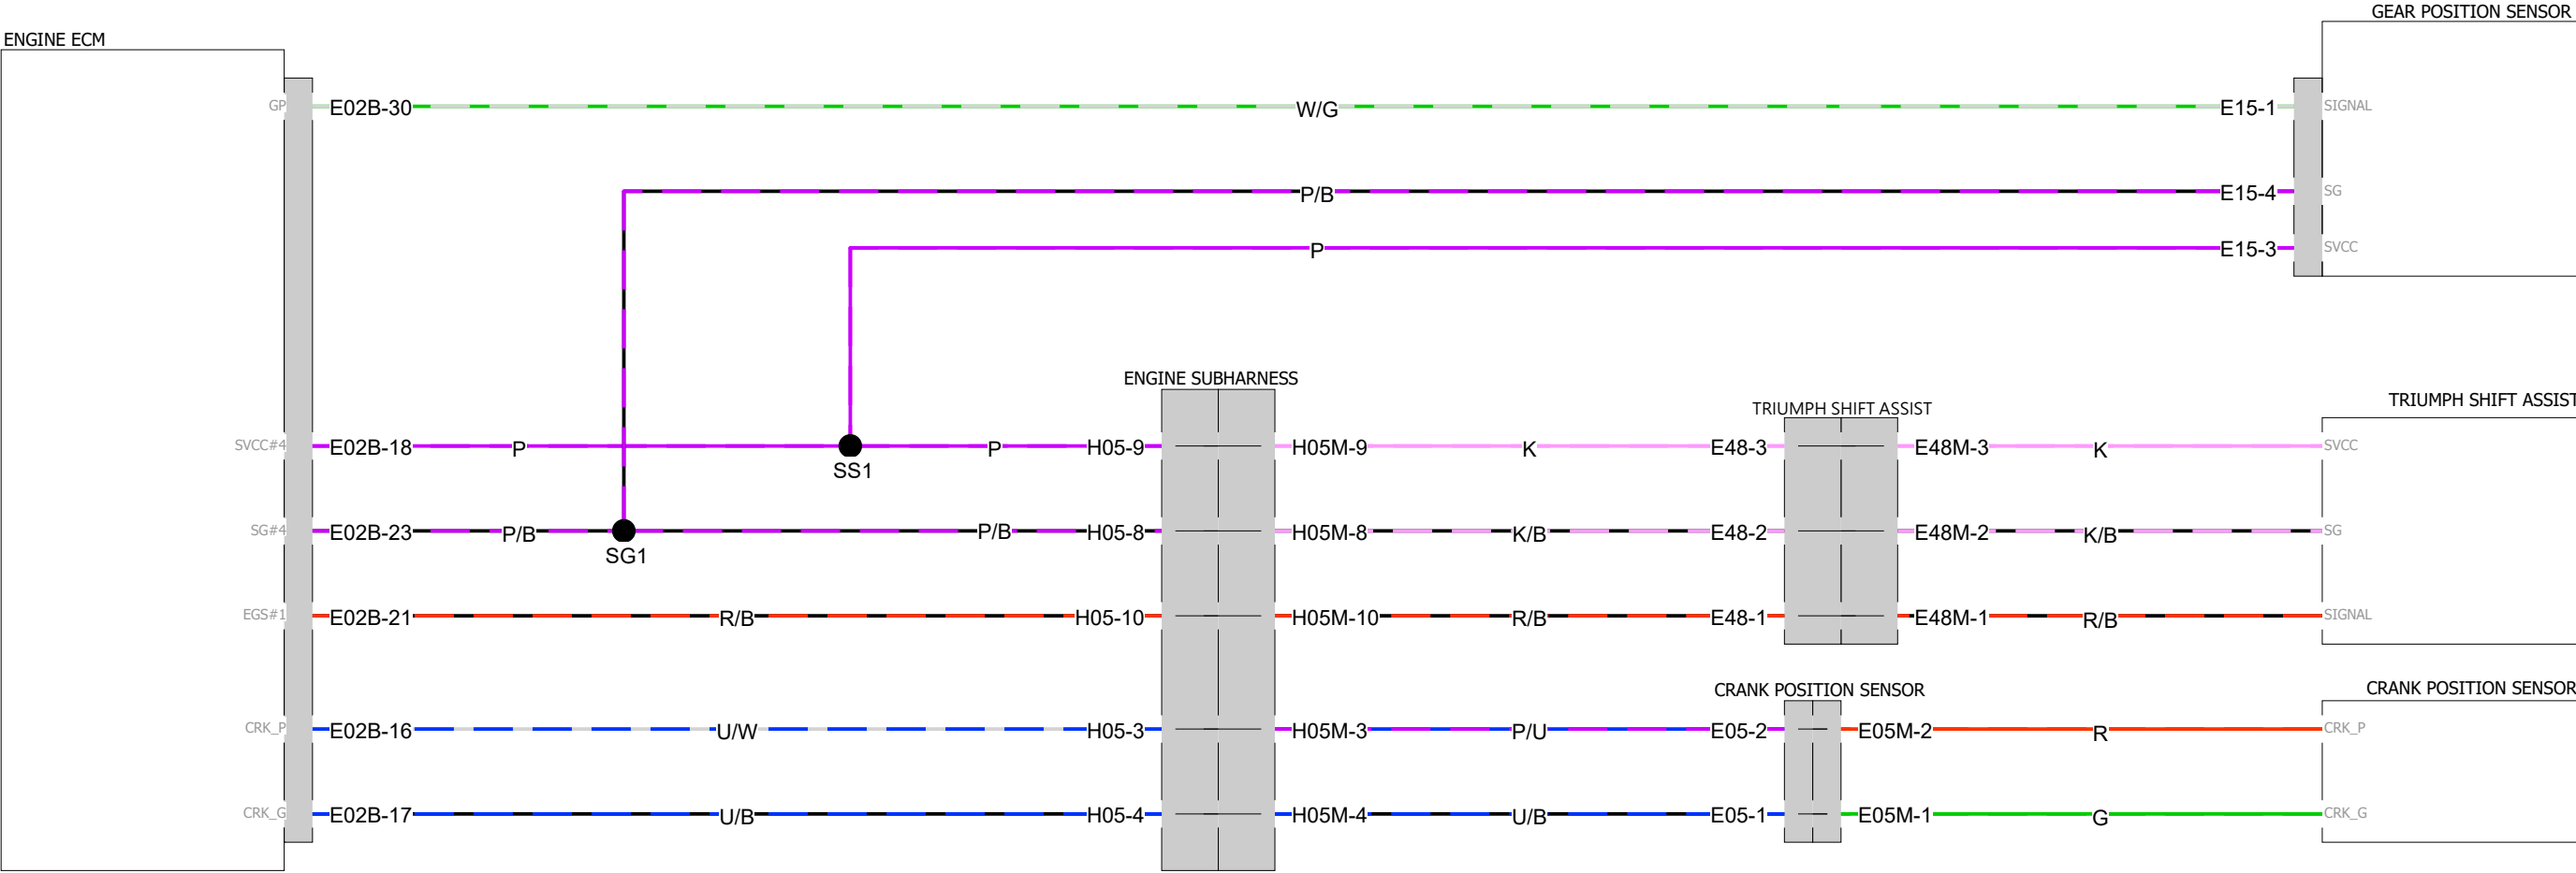 GEAR POSITION SENSOR
ENGINE ECM
GP E02B-30 W/G E15-1 SIGNAL
P/B E15-4 SG
P E15-3 SVCC
ENGINE SUBHARNESS
TRIUMPH SHIFT ASSIST TRIUMPH SHIFT ASSIST
SVCC#4 E02B-18 P P H05-9 H05M-9 K E48-3 E48M-3 K SVCC
SS1
SG#4 E02B-23 P/B P/B H05-8 H05M-8 K/B E48-2 E48M-2 K/B SG
SG1
EGS#1 E02B-21 R/B H05-10 H05M-10 R/B E48-1 E48M-1 R/B SIGNAL
CRANK POSITION SENSOR CRANK POSITION SENSOR
CRK_P E02B-16 U/W H05-3 H05M-3 P/U E05-2 E05M-2 R CRK_P
CRK_G E02B-17 U/B H05-4 H05M-4 U/B E05-1 E05M-1 G CRK_G